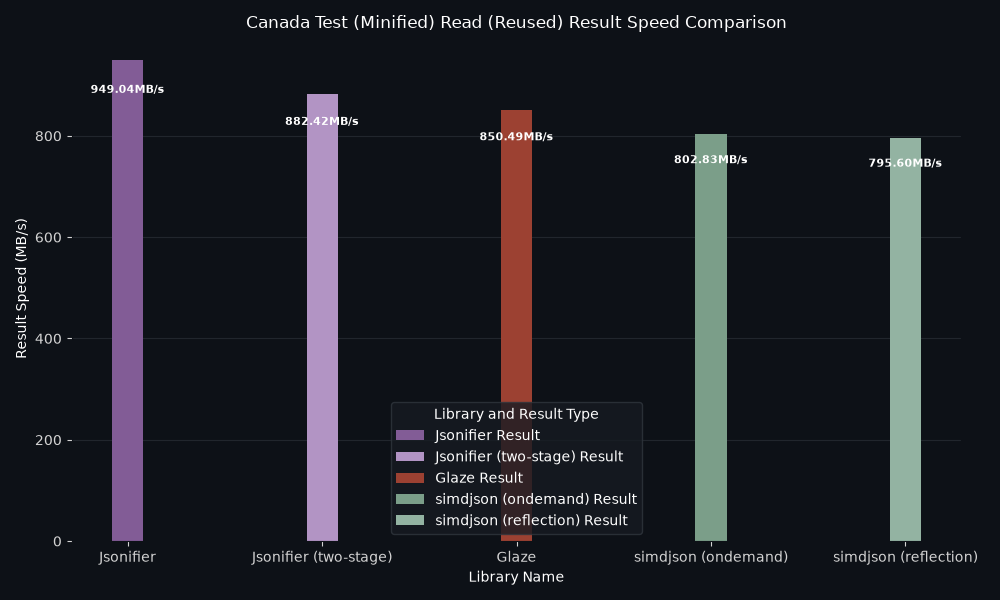 Canada Test (Minified) Read (Reused) Result Speed Comparison
949.04MB/s
882.42MB/s
850.49MB/s
802.83MB/s
795.60MB/s
800
600
400
200
0
Result Speed (MB/s)
Library and Result Type
Jsonifier Result
Jsonifier (two-stage) Result
Glaze Result
simdjson (ondemand) Result
simdjson (reflection) Result
Jsonifier
Jsonifier (two-stage)
Glaze
simdjson (ondemand)
simdjson (reflection)
Library Name